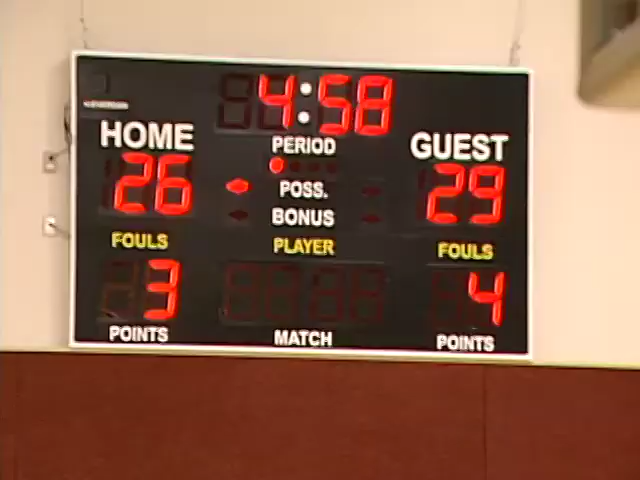 4:58
HOME PERIOD GUEST
26 POSS. 29
BONUS
FOULS PLAYER FOULS
3 4
POINTS MATCH POINTS